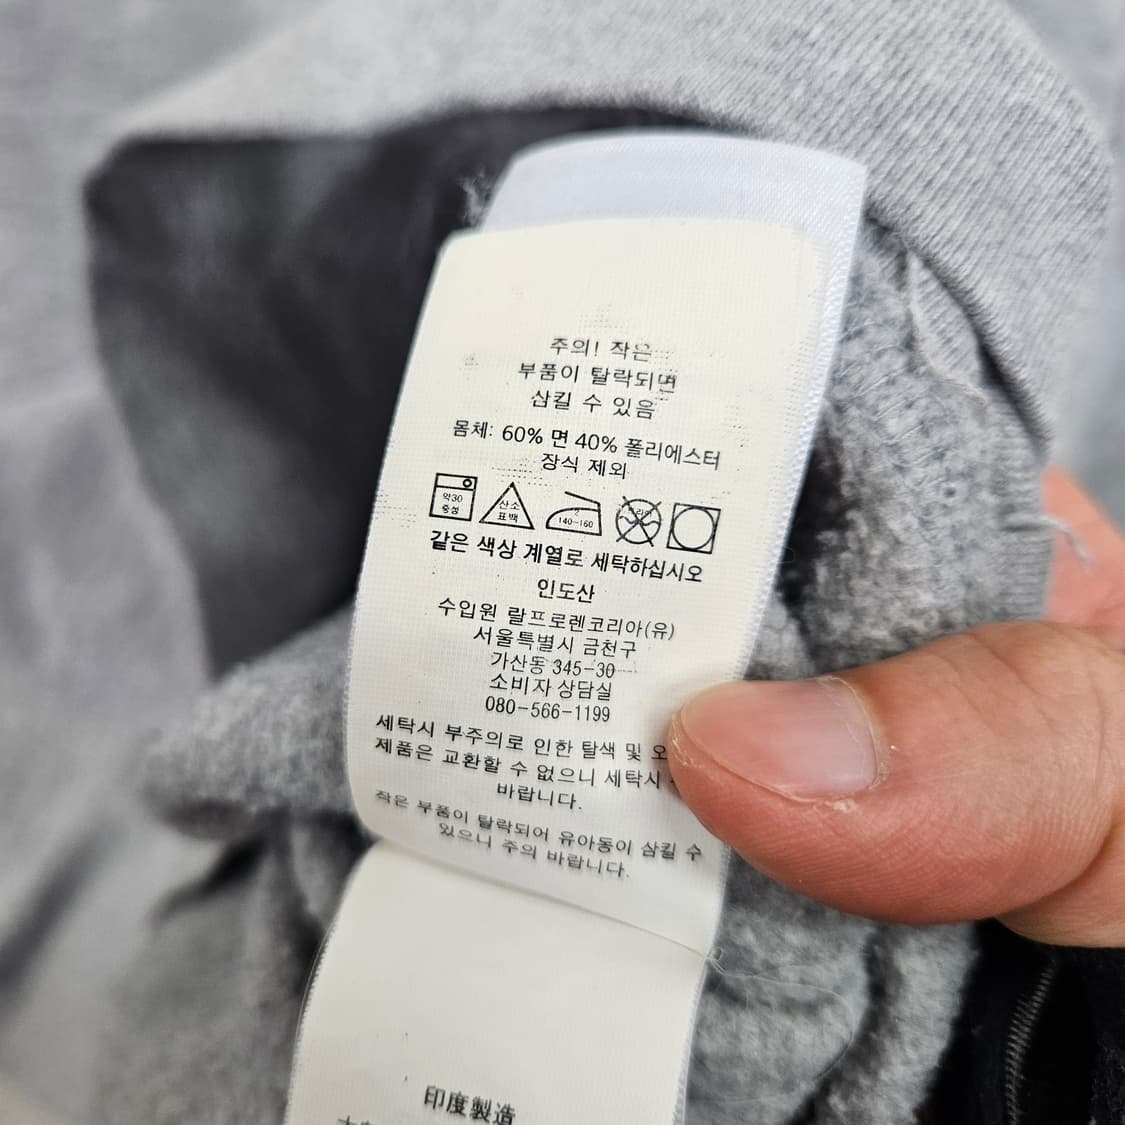 주의! 작은
부품이 탈락되면
삼킬 수 있음
몸체: 60% 면 40% 폴리에스터
장식 제외
약30
중성
산소
표백
2
140-160
드라이
같은 색상 계열로 세탁하십시오
인도산
수입원 랄프로렌코리아(유)
서울특별시 금천구
가산동 345-30
소비자상담실
080-566-1199
세탁시 부주의로 인한 탈색 및
제품은 교환할 수 없으니 세탁시
바랍니다.
작은 부품이 탈락되어 유아동이 삼킬 수
있으니 주의 바랍니다.
印度製造